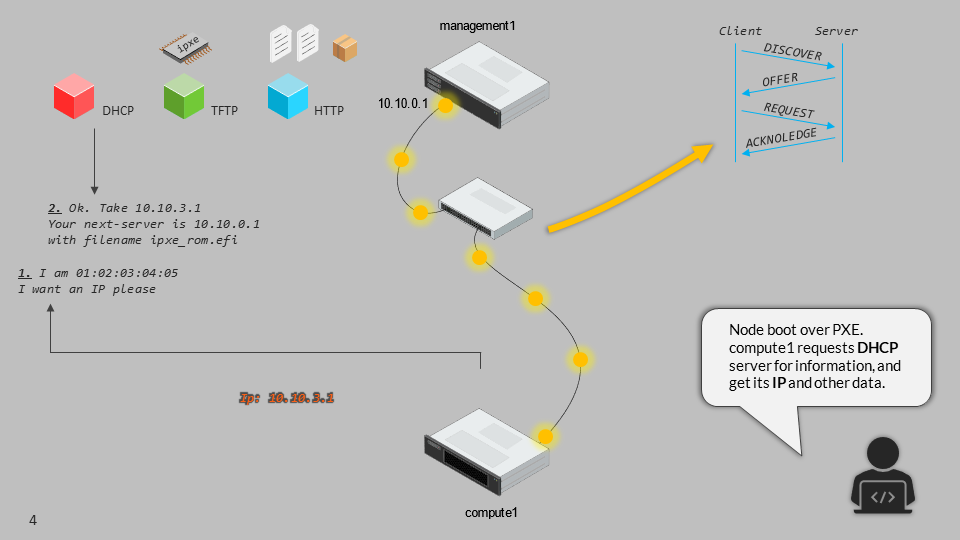 management1
Client
Server
DISCOVER
OFFER
REQUEST
ACKNOLEDGE
ipxe
DHCP
TFTP
HTTP
10.10.0.1
2. Ok. Take 10.10.3.1
Your next-server is 10.10.0.1
with filename ipxe_rom.efi
1. I am 01:02:03:04:05
I want an IP please
Ip: 10.10.3.1
Node boot over PXE.
compute1 requests DHCP
server for information, and
get its IP and other data.
</>
compute1
4